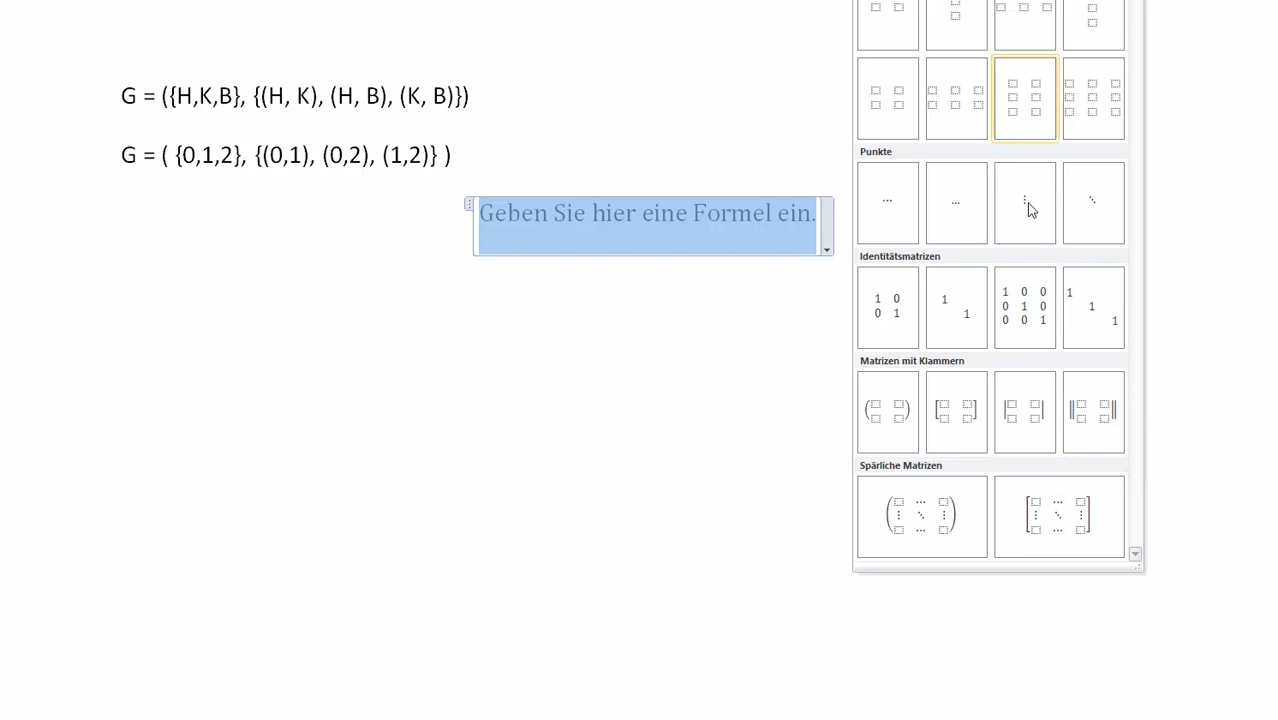 G = ({H,K,B}, {(H, K), (H, B), (K, B)})
G = ( {0,1,2}, {(0,1), (0,2), (1,2)} )
Geben Sie hier eine Formel ein.
Punkte
Identitätsmatrizen
1 0
0 1
1
1
1 0 0
0 1 0
0 0 1
1
1
1
Matrizen mit Klammern
Spärliche Matrizen